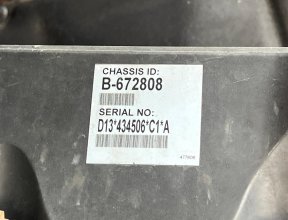 CHASSIS ID:
B-672808
SERIAL NO:
D13*434506*C1*A